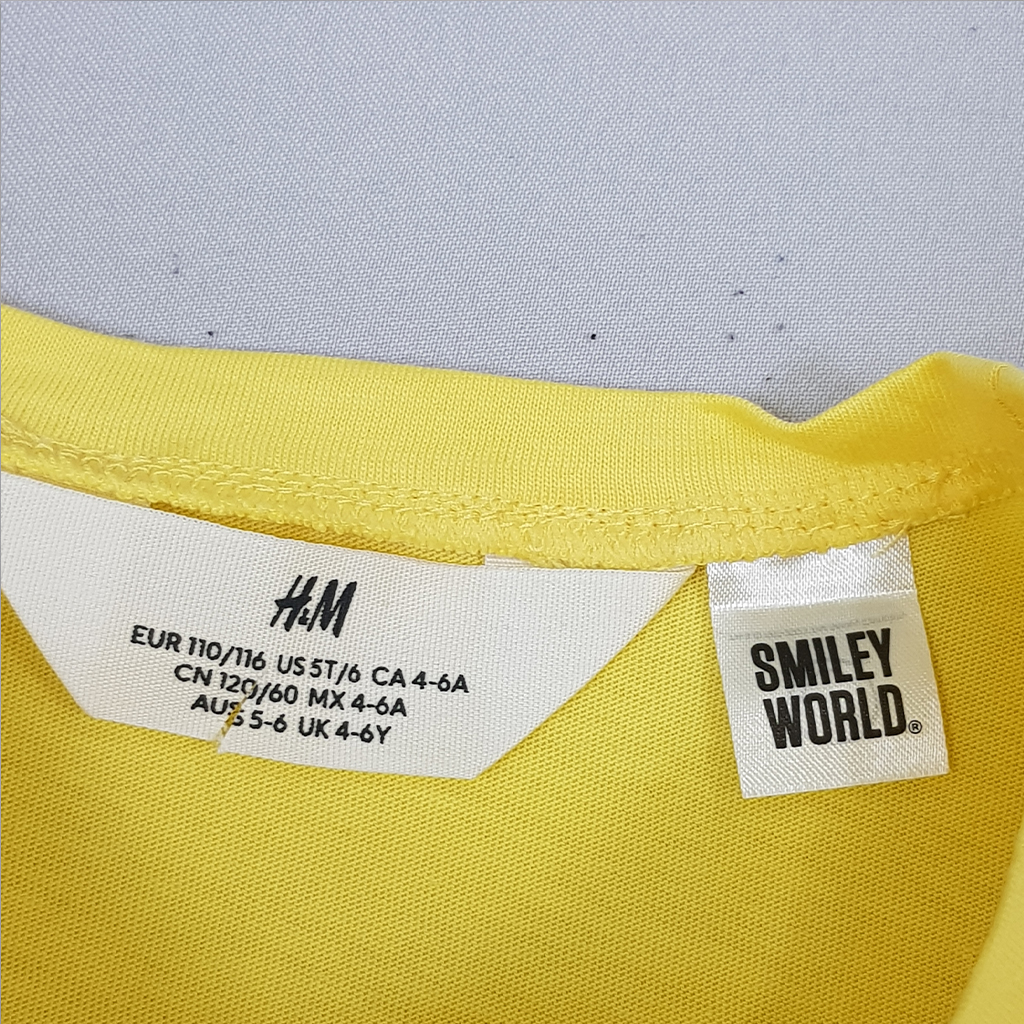 H&M
EUR 110/116 US 5T/6 CA 4-6A
CN 120/60 MX 4-6A
AUS 5-6 UK 4-6Y
SMILEY
WORLD®